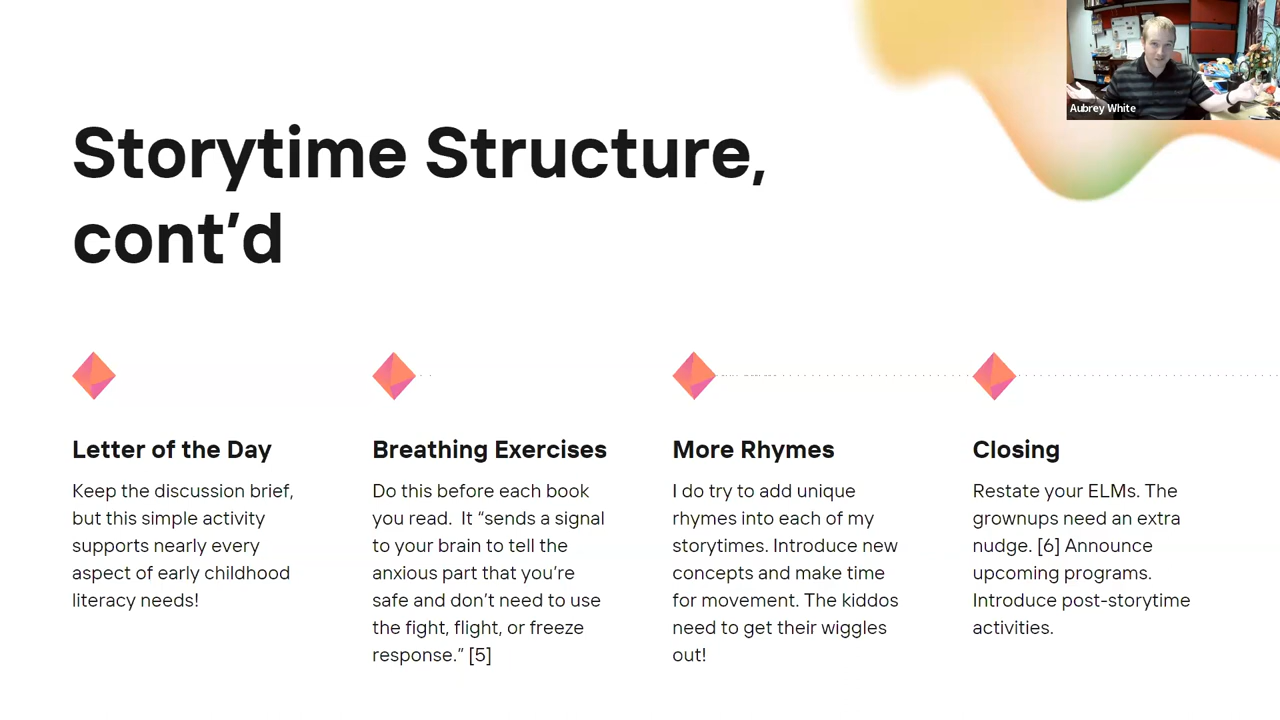 Aubrey White
Storytime Structure,
cont’d
Letter of the Day
Keep the discussion brief,
but this simple activity
supports nearly every
aspect of early childhood
literacy needs!
Breathing Exercises
Do this before each book
you read.  It “sends a signal
to your brain to tell the
anxious part that you’re
safe and don’t need to use
the fight, flight, or freeze
response.” [5]
More Rhymes
I do try to add unique
rhymes into each of my
storytimes. Introduce new
concepts and make time
for movement. The kiddos
need to get their wiggles
out!
Closing
Restate your ELMs. The
grownups need an extra
nudge. [6] Announce
upcoming programs.
Introduce post-storytime
activities.